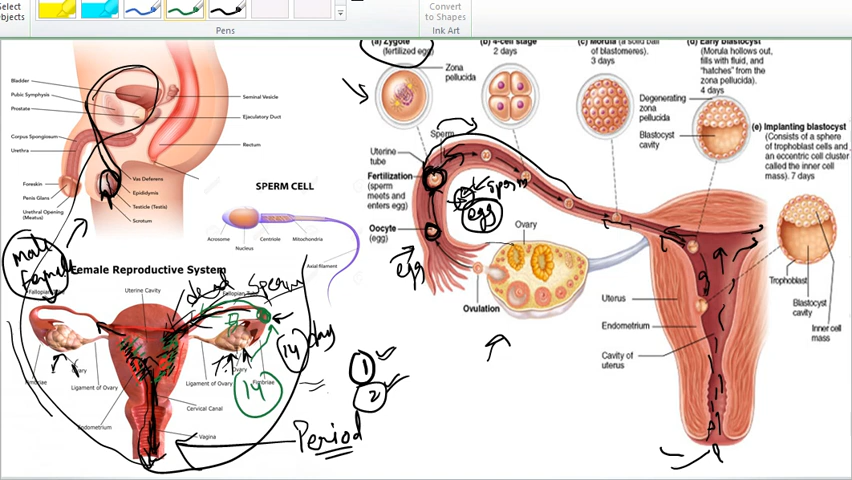 Select
Objects
Pens
Convert
to Shapes
Ink Art
Bladder
Pubic Symphysis
Prostate
Corpus Spongiosum
Urethra
Foreskin
Penis Glans
Urethral Opening
(Meatus)
Seminal Vesicle
Ejaculatory Duct
Rectum
Vas Deferens
Epididymis
Testicle (Testis)
Scrotum
SPERM CELL
Acrosome
Nucleus
Centriole
Mitochondria
Axial filament
male
female
Female Reproductive System
Uterine Cavity
dead sperm
14 days
14
1
2
Ovary
Ligament of Ovary
Endometrium
Cervical Canal
Vagina
Ligament of Ovary
Ovary
Fimbriae
Period
(a) Zygote
(fertilized egg)
Zona
pellucida
(b) 4-cell stage
2 days
(c) Morula (a solid ball
of blastomeres).
3 days
(d) Early blastocyst
(Morula hollows out,
fills with fluid, and
"hatches" from the
zona pellucida).
4 days
Degenerating
zona
pellucida
Blastocyst
cavity
(e) Implanting blastocyst
(Consists of a sphere
of trophoblast cells and
an eccentric cell cluster
called the inner cell
mass). 7 days
Sperm
Uterine
tube
Fertilization
(sperm
meets and
enters egg)
Oocyte
(egg)
sperm
egg
egg
Ovary
Ovulation
Uterus
Endometrium
Cavity of
uterus
Trophoblast
Blastocyst
cavity
Inner cell
mass